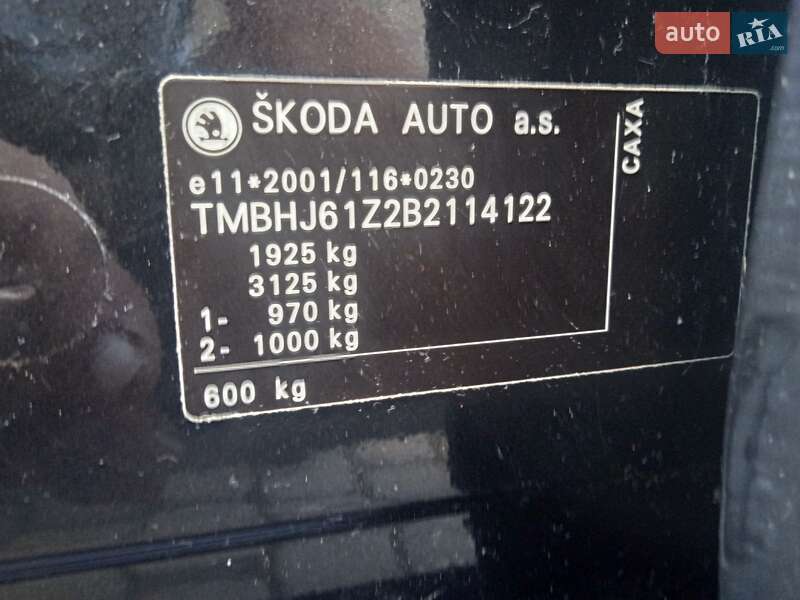 auto RIA .com
ŠKODA AUTO a.s.
CAXA
e11*2001/116*0230
TMBHJ61Z2B2114122
1925 kg
3125 kg
1- 970 kg
2- 1000 kg
600 kg